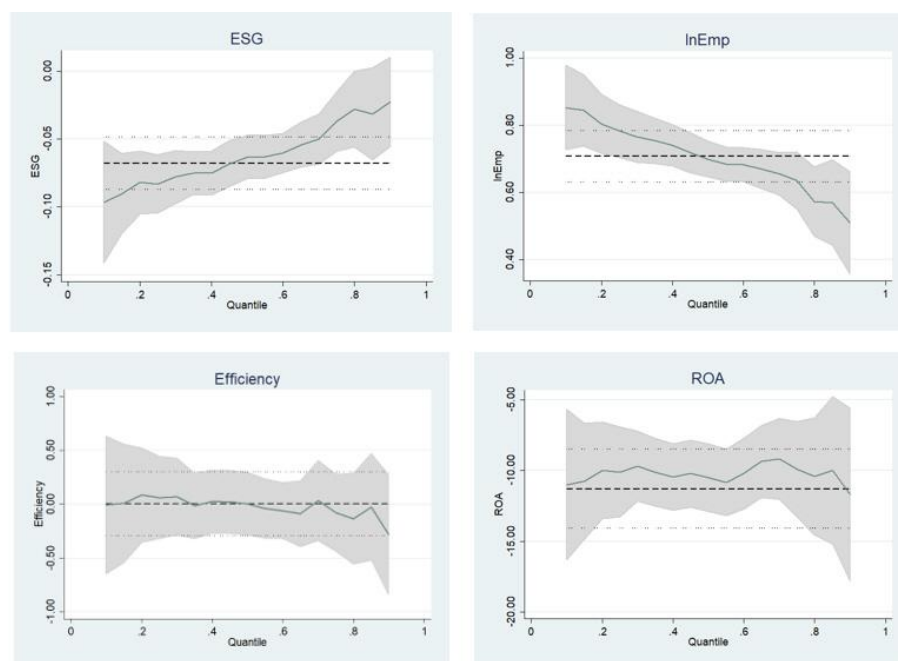 ESG
0.00
-0.05
-0.10
-0.15
ESG
0 .2 .4 .6 .8 1
Quantile
lnEmp
1.00
0.80
0.60
0.40
lnEmp
0 .2 .4 .6 .8 1
Quantile
Efficiency
1.00
0.50
0.00
-0.50
-1.00
Efficiency
0 .2 .4 .6 .8 1
Quantile
ROA
-5.00
-10.00
-15.00
-20.00
ROA
0 .2 .4 .6 .8 1
Quantile